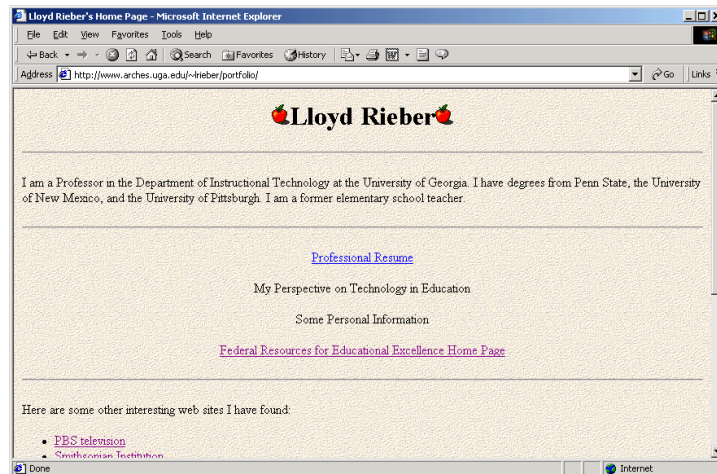 Lloyd Rieber's Home Page - Microsoft Internet Explorer
File Edit View Favorites Tools Help
Back Search Favorites History
Address http://www.arches.uga.edu/~lrieber/portfolio/ Go Links
Lloyd Rieber
I am a Professor in the Department of Instructional Technology at the University of Georgia. I have degrees from Penn State, the University
of New Mexico, and the University of Pittsburgh. I am a former elementary school teacher.
Professional Resume
My Perspective on Technology in Education
Some Personal Information
Federal Resources for Educational Excellence Home Page
Here are some other interesting web sites I have found:
PBS television
Smithsonian Institution
Done Internet